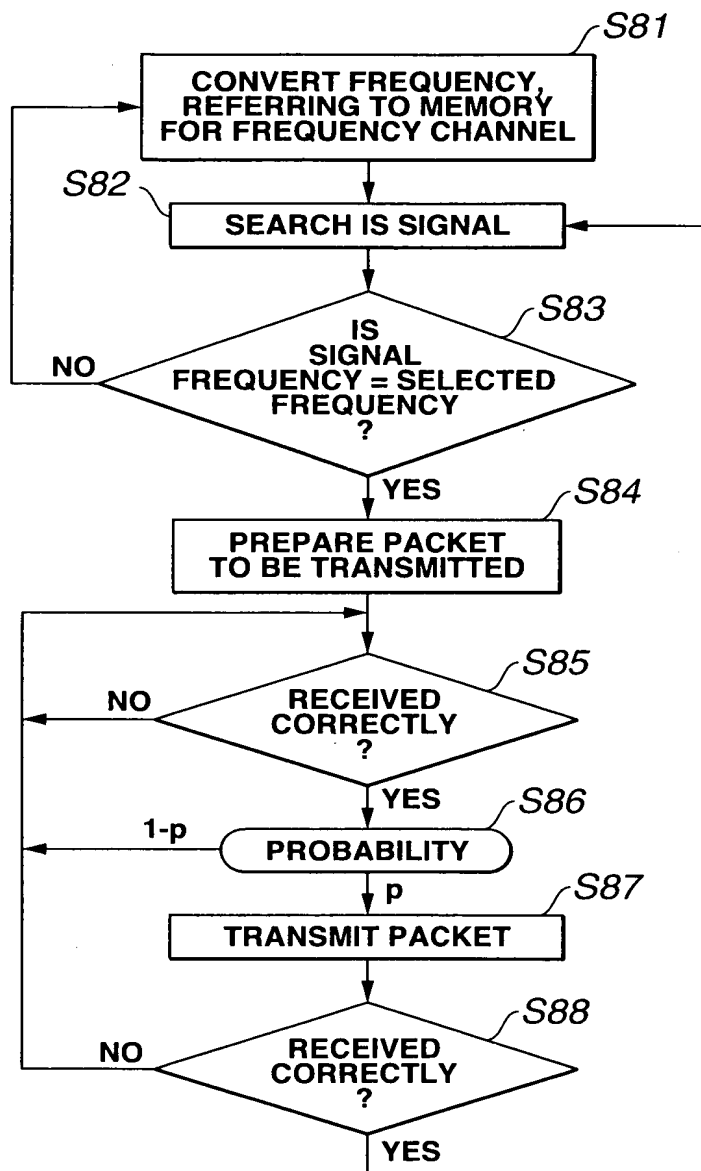 S81
CONVERT FREQUENCY,
REFERRING TO MEMORY
FOR FREQUENCY CHANNEL
S82
SEARCH IS SIGNAL
S83
IS
SIGNAL
FREQUENCY = SELECTED
FREQUENCY
?
NO
YES
S84
PREPARE PACKET
TO BE TRANSMITTED
S85
RECEIVED
CORRECTLY
?
NO
YES
S86
1-p
PROBABILITY
p
S87
TRANSMIT PACKET
S88
RECEIVED
CORRECTLY
?
NO
YES